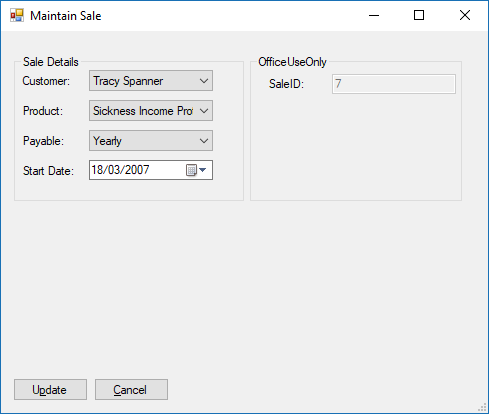 Maintain Sale
Sale Details
Customer: Tracy Spanner
Product: Sickness Income Pro
Payable: Yearly
Start Date: 18/03/2007
OfficeUseOnly
SaleID: 7
Update Cancel